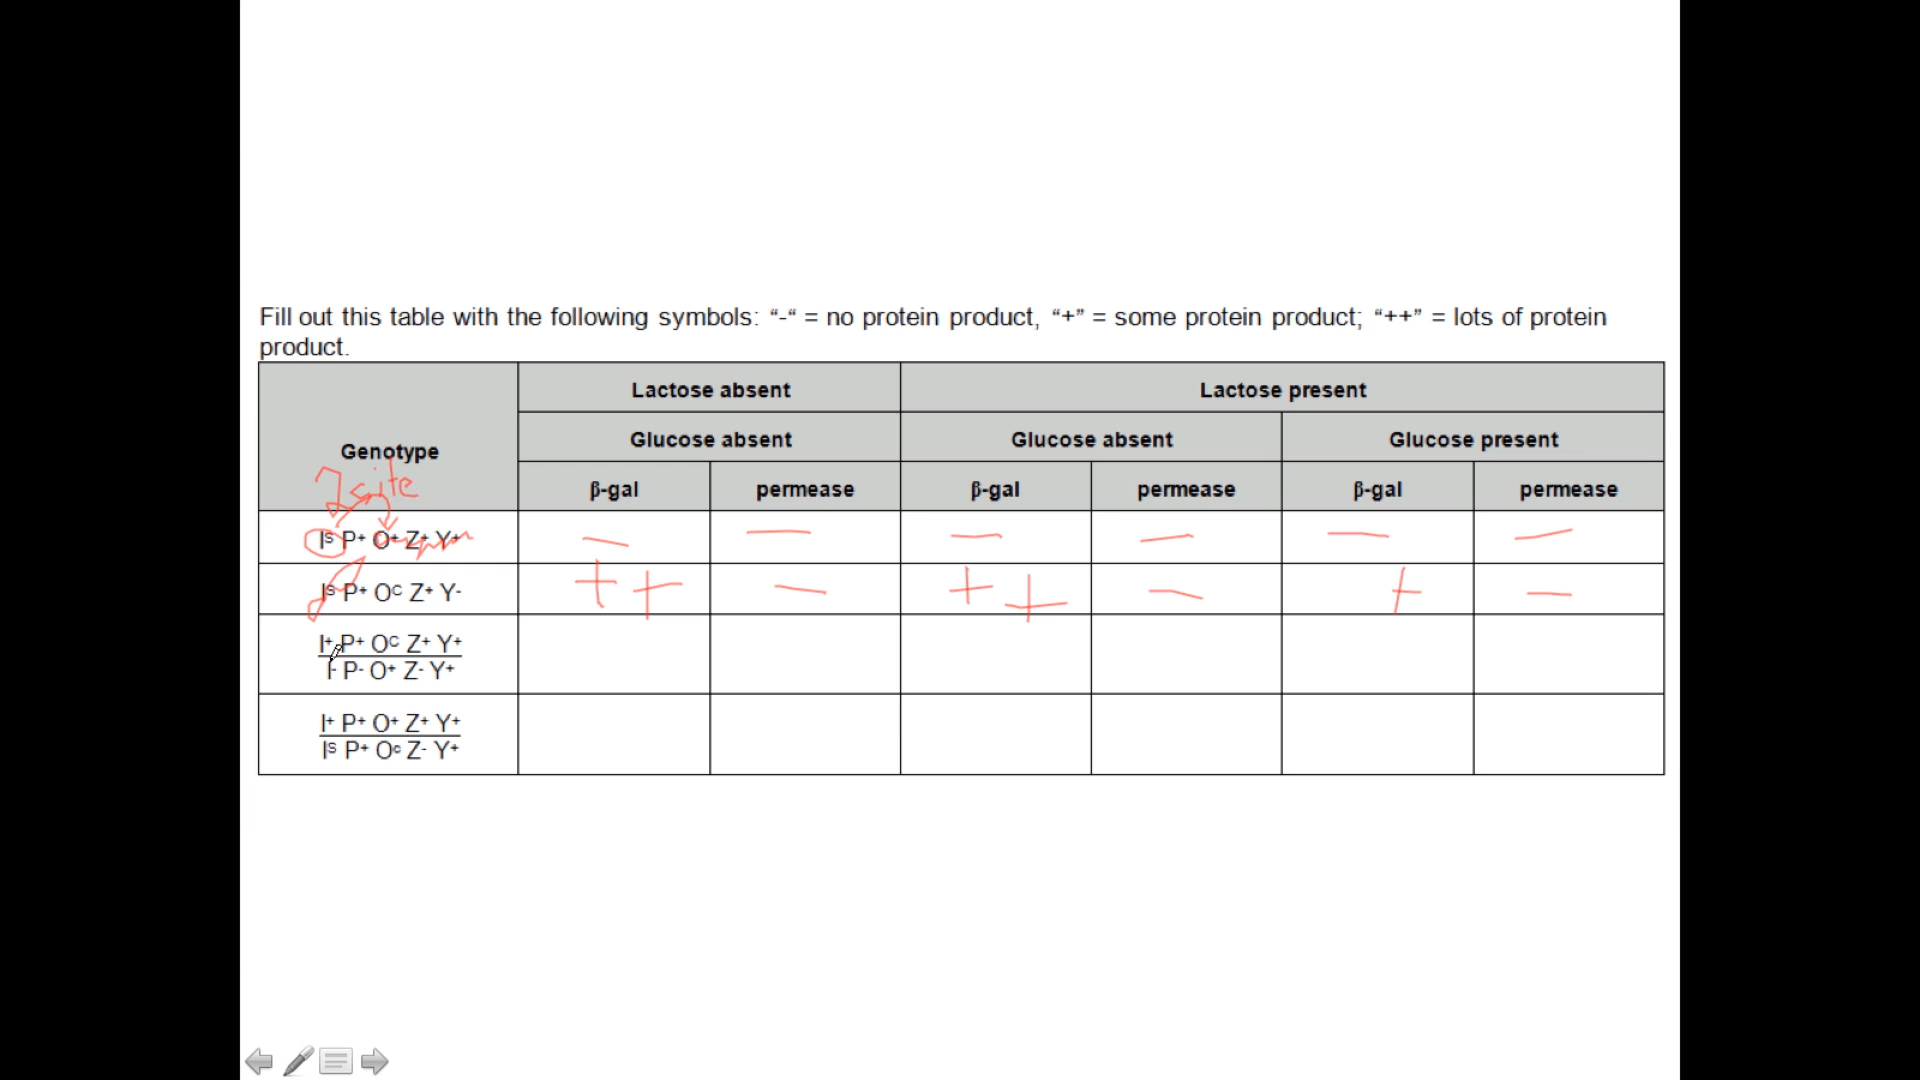 Fill out this table with the following symbols: “-“ = no protein product, “+” = some protein product; “++” = lots of protein
product.
Genotype
Lactose absent
Lactose present
Glucose absent
Glucose absent
Glucose present
β-gal
permease
β-gal
permease
β-gal
permease
site
Iˢ P⁺ O⁺ Z⁺ Y⁺
— — — — — —
Iˢ P⁺ Oᶜ Z⁺ Y⁻
++ — ++ — + —
I⁺ P⁺ Oᶜ Z⁺ Y⁺
I⁻ P⁻ O⁺ Z⁻ Y⁺
I⁺ P⁺ O⁺ Z⁺ Y⁺
Iˢ P⁺ Oᶜ Z⁻ Y⁺